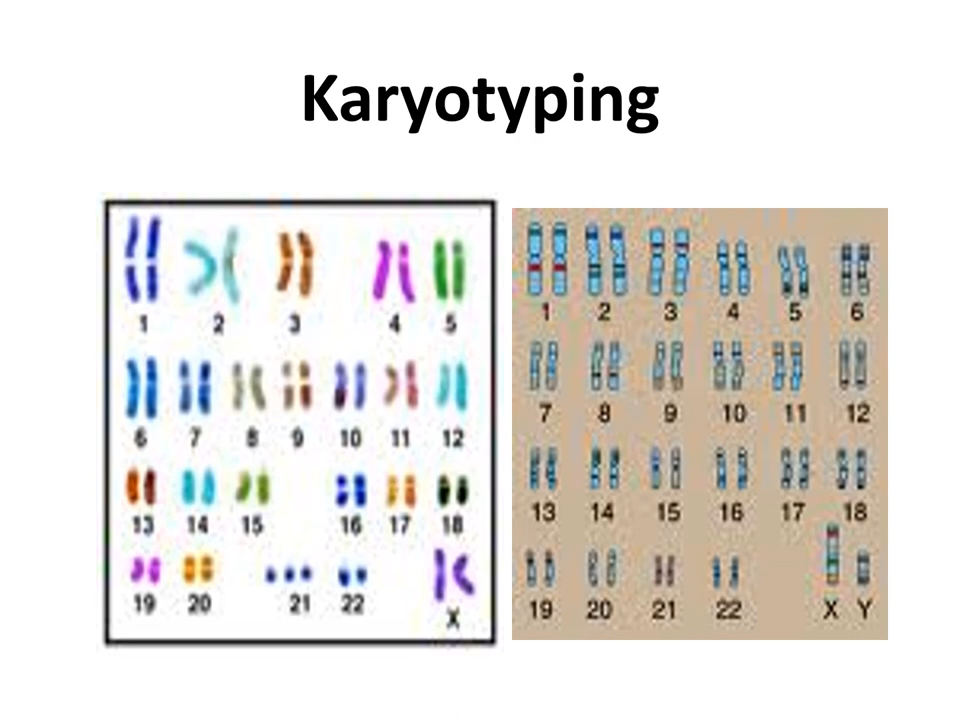 Karyotyping
1 2 3 4 5
6 7 8 9 10 11 12
13 14 15 16 17 18
19 20 21 22 X
1 2 3 4 5 6
7 8 9 10 11 12
13 14 15 16 17 18
19 20 21 22 X Y